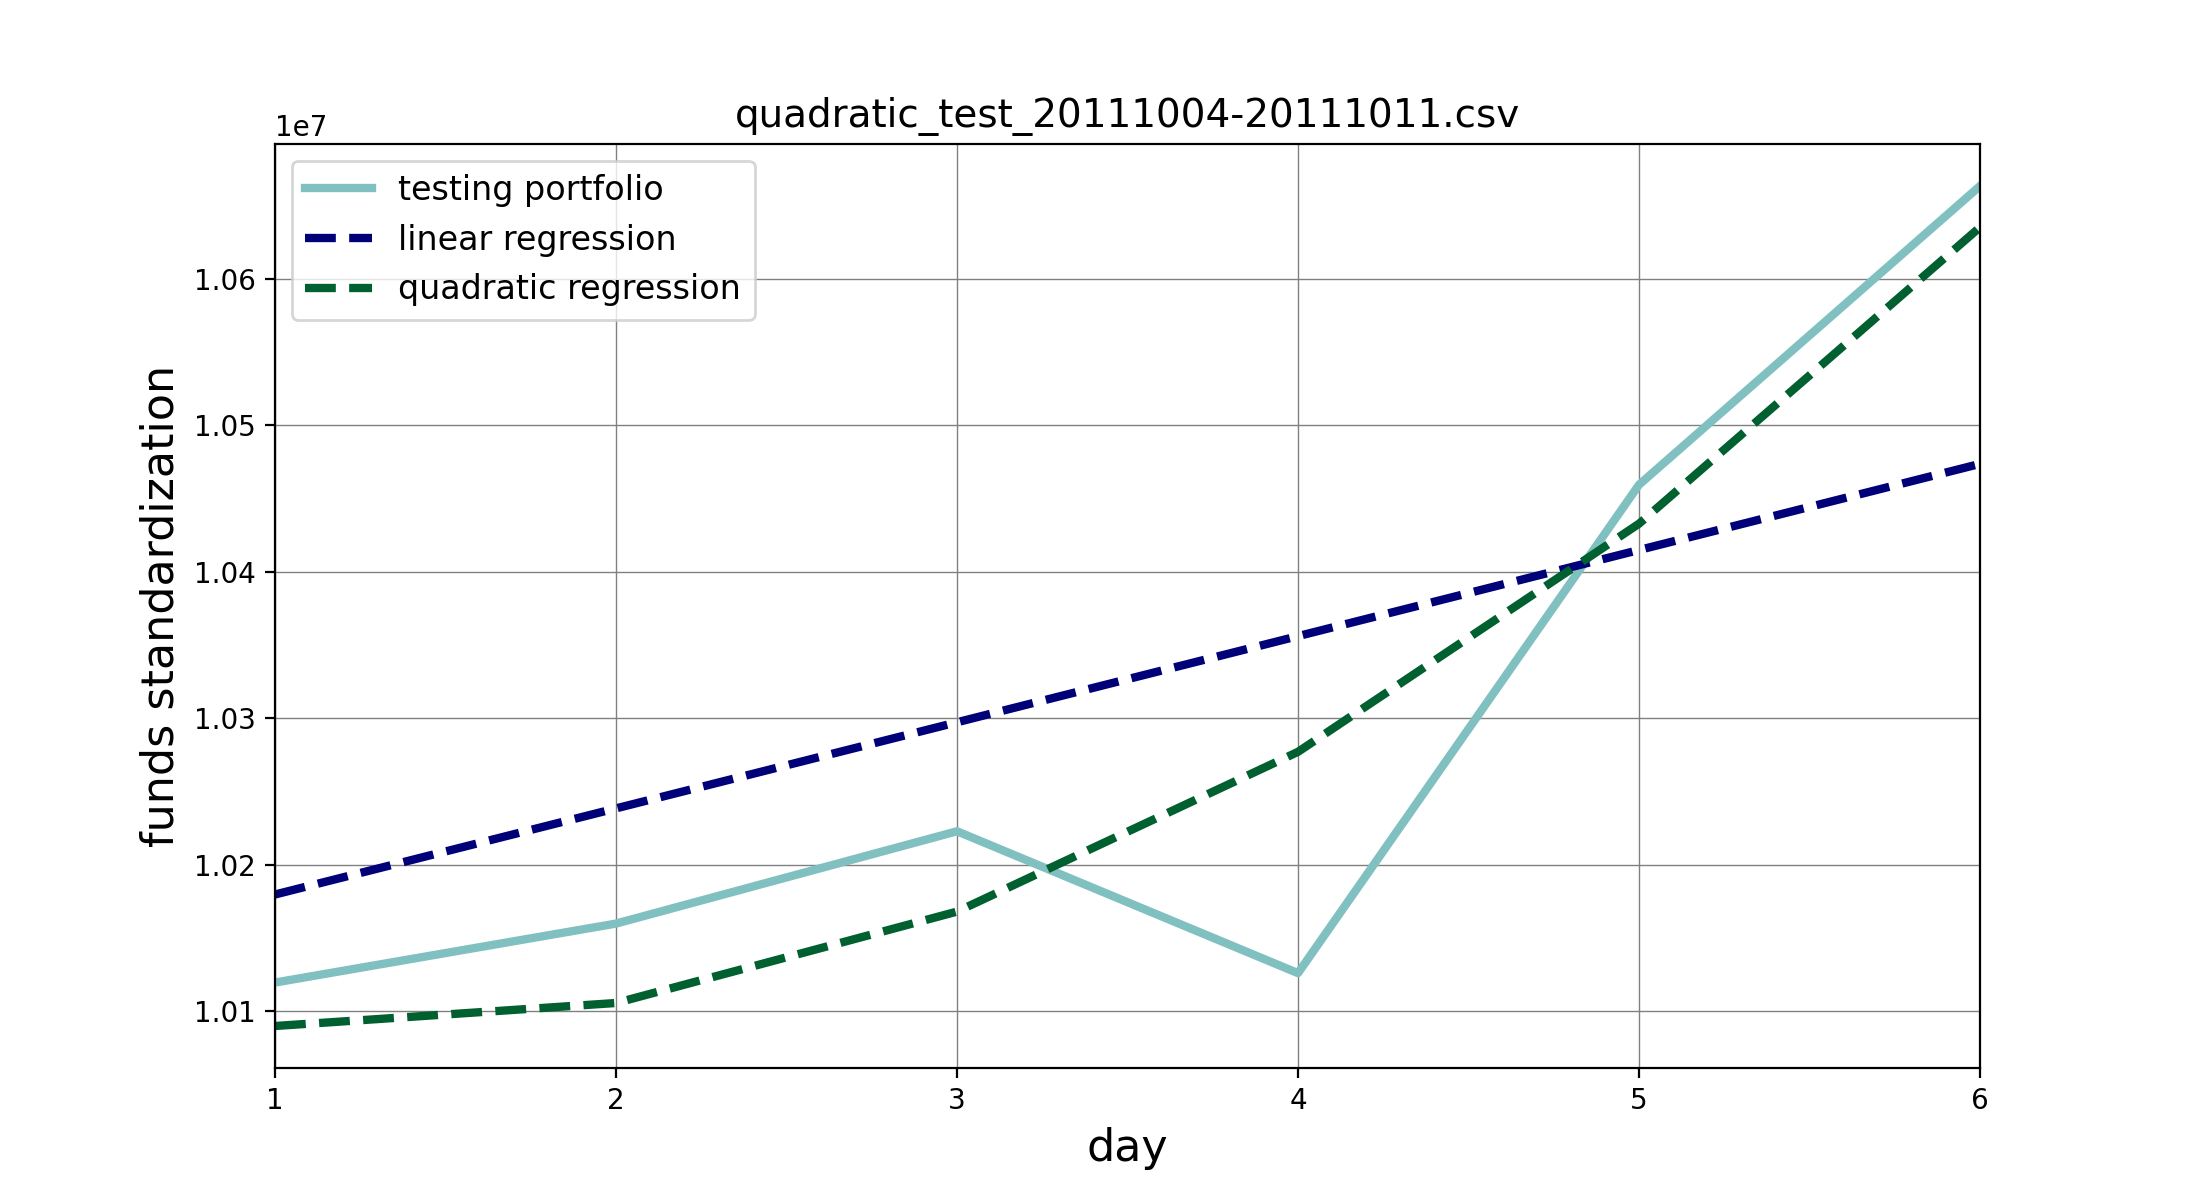 quadratic_test_20111004-20111011.csv
1e7
testing portfolio
linear regression
quadratic regression
1.06
1.05
1.04
1.03
1.02
1.01
funds standardization
1 2 3 4 5 6
day